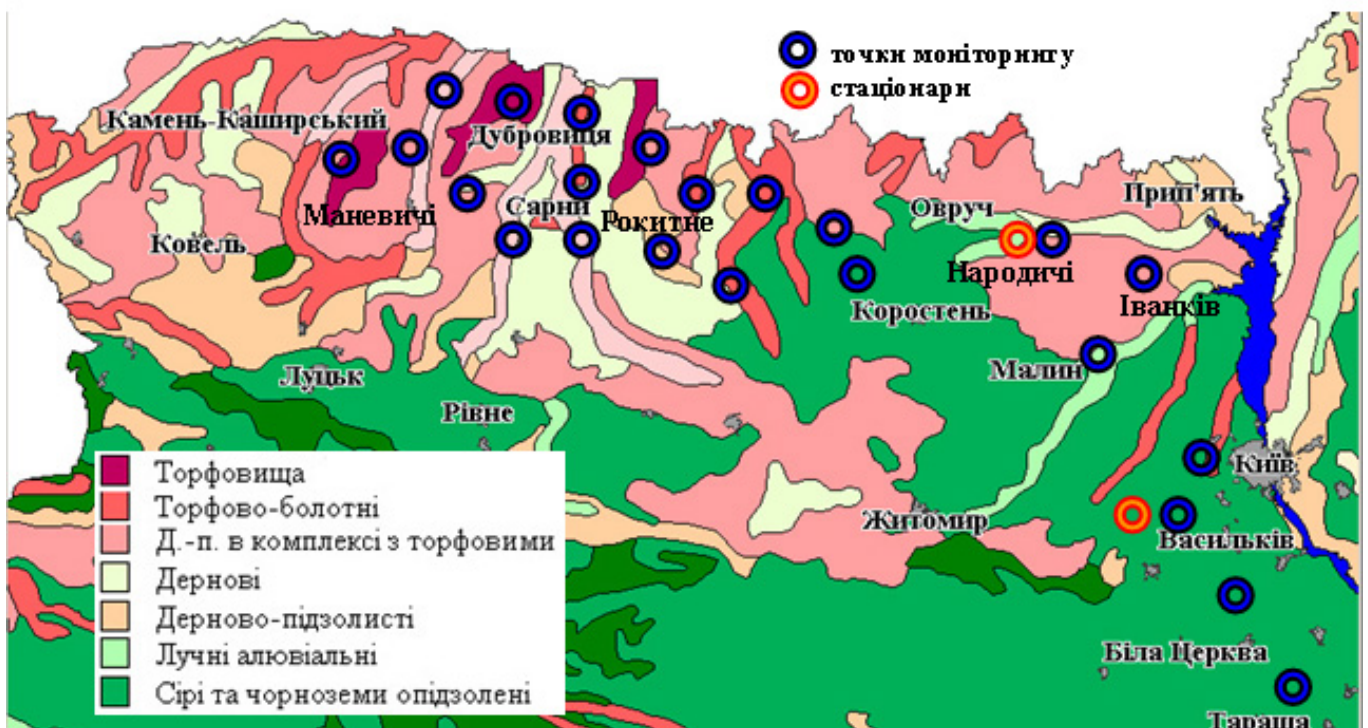 точки моніторингу
стаціонари
Камень-Каширський
Дубровиця
Маневичі
Сарни
Рокитне
Ковель
Овруч
Прип'ять
Народичі
Іванків
Коростень
Малин
Луцьк
Рівне
Київ
Житомир
Васильків
Біла Церква
Тараща
Торфовища
Торфово-болотні
Д.-п. в комплексі з торфовими
Дернові
Дерново-підзолисті
Лучні алювіальні
Сірі та чорноземи опідзолені